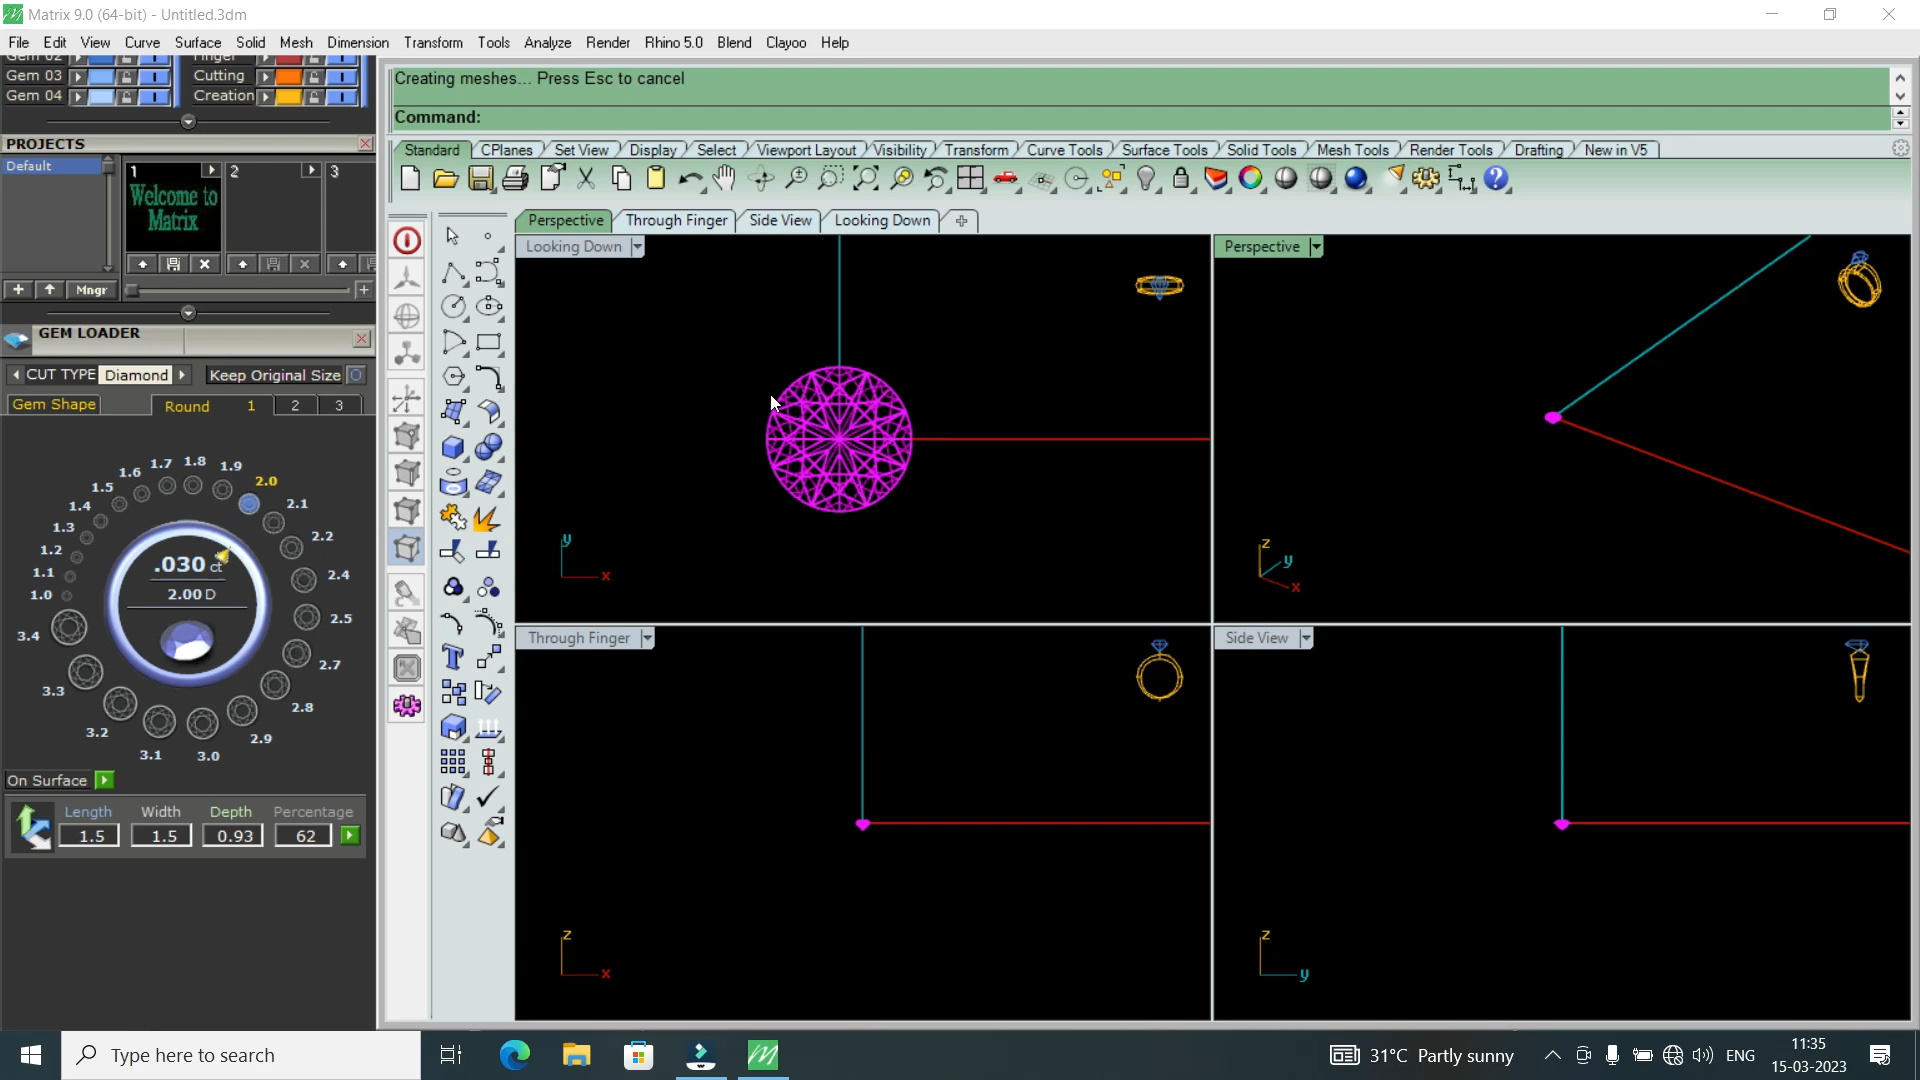 Matrix 9.0 (64-bit) - Untitled.3dm
File Edit View Curve Surface Solid Mesh Dimension Transform Tools Analyze Render Rhino 5.0 Blend Clayoo Help
Gem 02 Finger
Gem 03 Cutting
Gem 04 Creation
Creating meshes... Press Esc to cancel
Command:
PROJECTS
Default
1 2 3
Welcome to
Matrix
Mngr
Standard CPlanes Set View Display Select Viewport Layout Visibility Transform Curve Tools Surface Tools Solid Tools Mesh Tools Render Tools Drafting New in V5
Perspective Through Finger Side View Looking Down
GEM LOADER
CUT TYPE Diamond Keep Original Size
Gem Shape Round 1 2 3
1.0
1.1
1.2
1.3
1.4
1.5
1.6
1.7
1.8
1.9
2.0
2.1
2.2
2.4
2.5
2.7
2.8
2.9
3.0
3.1
3.2
3.3
3.4
.030 ct
2.00 D
On Surface
Length Width Depth Percentage
1.5 1.5 0.93 62
Looking Down
y
x
Perspective
z
y
x
Through Finger
z
x
Side View
z
y
Type here to search
31°C Partly sunny
ENG
11:35
15-03-2023